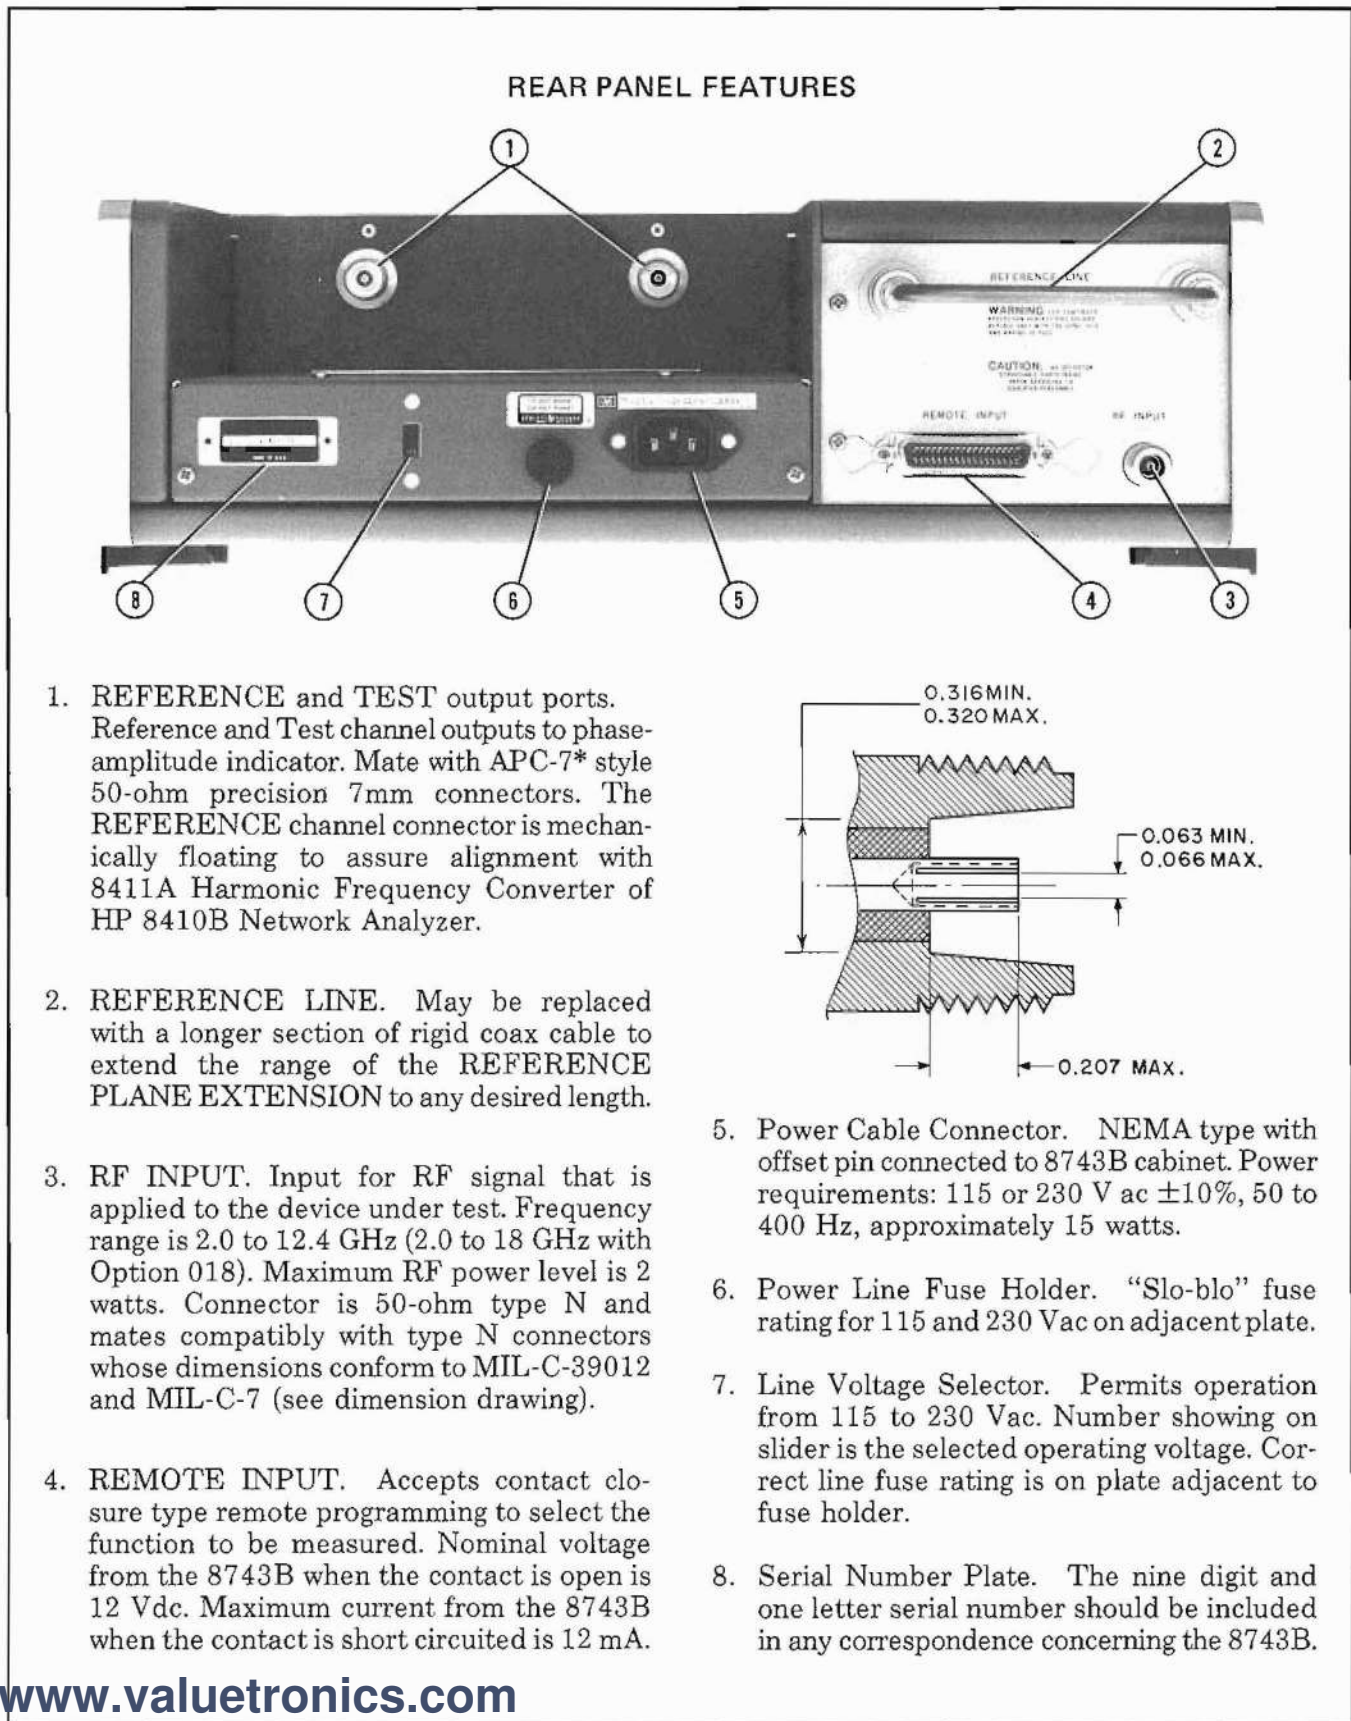 REAR PANEL FEATURES
1
2
REFERENCE LINE
WARNING
CAUTION:
REMOTE INPUT
RF INPUT
8
7
6
5
4
3
1. REFERENCE and TEST output ports.
Reference and Test channel outputs to phase-
amplitude indicator. Mate with APC-7* style
50-ohm precision 7mm connectors. The
REFERENCE channel connector is mechan-
ically floating to assure alignment with
8411A Harmonic Frequency Converter of
HP 8410B Network Analyzer.
2. REFERENCE LINE. May be replaced
with a longer section of rigid coax cable to
extend the range of the REFERENCE
PLANE EXTENSION to any desired length.
3. RF INPUT. Input for RF signal that is
applied to the device under test. Frequency
range is 2.0 to 12.4 GHz (2.0 to 18 GHz with
Option 018). Maximum RF power level is 2
watts. Connector is 50-ohm type N and
mates compatibly with type N connectors
whose dimensions conform to MIL-C-39012
and MIL-C-7 (see dimension drawing).
4. REMOTE INPUT. Accepts contact clo-
sure type remote programming to select the
function to be measured. Nominal voltage
from the 8743B when the contact is open is
12 Vdc. Maximum current from the 8743B
when the contact is short circuited is 12 mA.
0.316 MIN.
0.320 MAX.
0.063 MIN.
0.066 MAX.
0.207 MAX.
5. Power Cable Connector. NEMA type with
offset pin connected to 8743B cabinet. Power
requirements: 115 or 230 V ac ±10%, 50 to
400 Hz, approximately 15 watts.
6. Power Line Fuse Holder. “Slo-blo” fuse
rating for 115 and 230 Vac on adjacent plate.
7. Line Voltage Selector. Permits operation
from 115 to 230 Vac. Number showing on
slider is the selected operating voltage. Cor-
rect line fuse rating is on plate adjacent to
fuse holder.
8. Serial Number Plate. The nine digit and
one letter serial number should be included
in any correspondence concerning the 8743B.
www.valuetronics.com